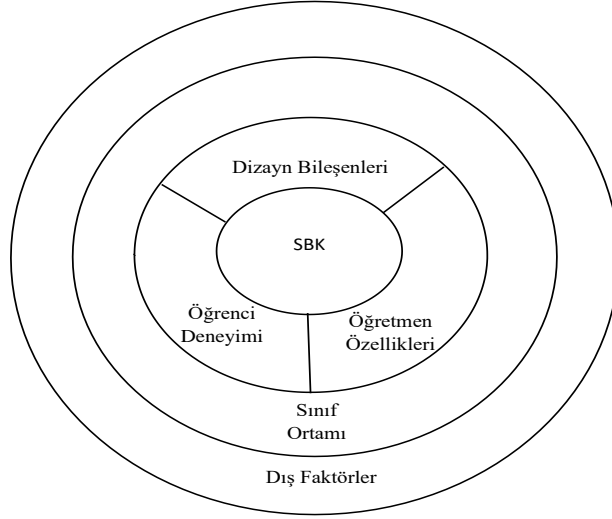 Dizayn Bileşenleri
SBK
Öğrenci
Deneyimi
Öğretmen
Özellikleri
Sınıf
Ortamı
Dış Faktörler